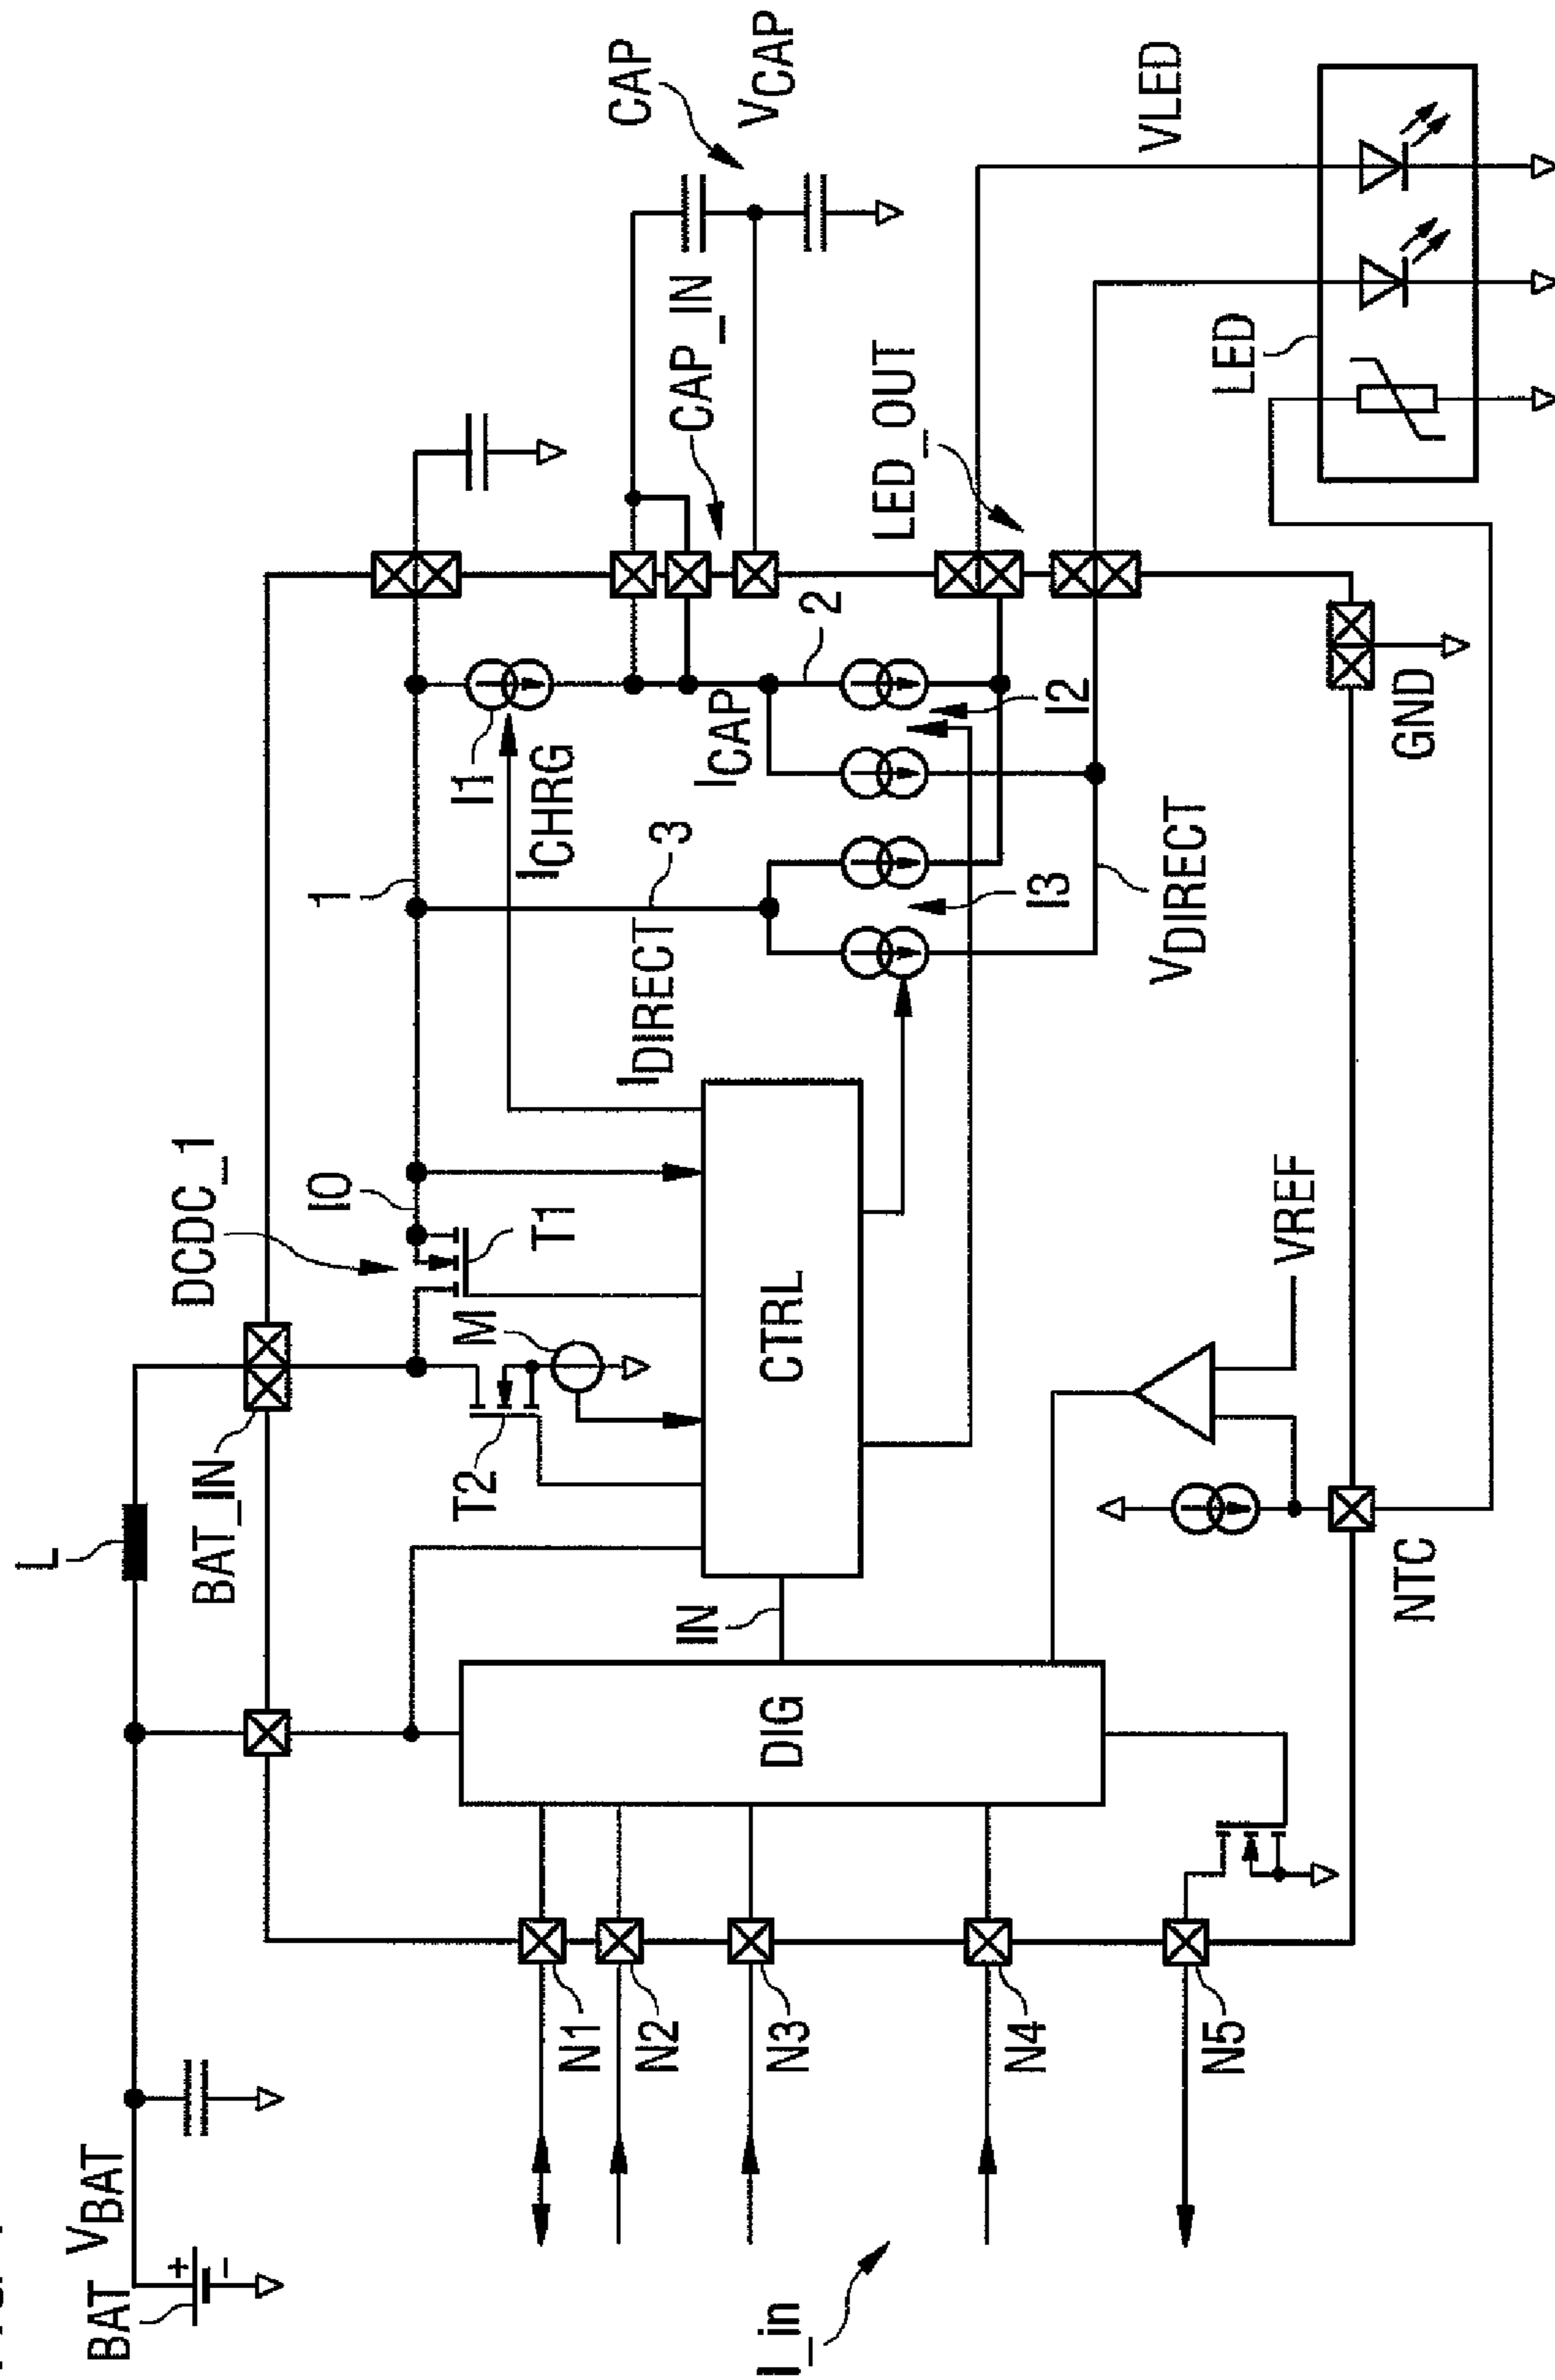 BAT
VBAT
L
BAT_IN
DCDC_1
IO
1
T1
T2
M
I1
ICHRG
3
IDIRECT
ICAP
2
I2
I3
VDIRECT
CAP
VCAP
CAP_IN
LED_OUT
VLED
LED
GND
CTRL
IN
DIG
VREF
NTC
N1
N2
N3
N4
N5
I_in